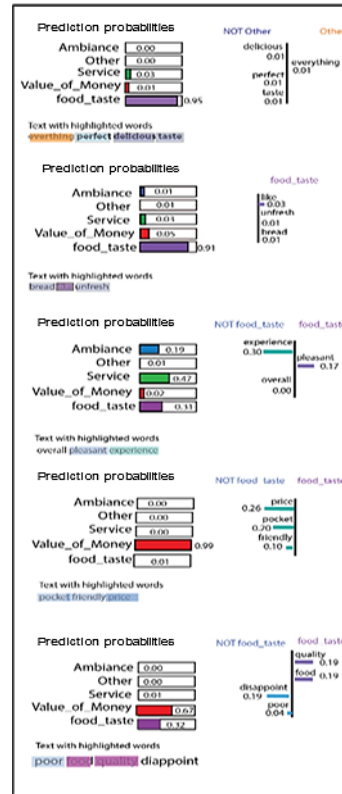 Prediction probabilities
NOT Other
Othe
Ambiance 0.00
Other 0.00
Service 0.03
Value_of_Money 0.01
food_taste 0.95
delicious
0.01
everything
0.01
perfect
0.01
taste
0.01
Text with highlighted words
everthing perfect delicious taste
Prediction probabilities
food_taste
Ambiance 0.01
Other 0.01
Service 0.03
Value_of_Money 0.05
food_taste 0.91
like
0.03
unfresh
0.01
bread
0.01
Text with highlighted words
bread like unfresh
Prediction probabilities
NOT food_taste
food_tast
Ambiance 0.19
Other 0.01
Service 0.47
Value_of_Money 0.02
food_taste 0.31
experience
0.30
pleasant
0.17
overall
0.00
Text with highlighted words
overall pleasant experience
Prediction probabilities
NOT food_taste
food_taste
Ambiance 0.00
Other 0.00
Service 0.00
Value_of_Money 0.99
food_taste 0.01
price
0.26
pocket
0.20
friendly
0.10
Text with highlighted words
pocket friendly price
Prediction probabilities
NOT food_taste
food_taste
Ambiance 0.00
Other 0.00
Service 0.01
Value_of_Money 0.67
food_taste 0.32
quality
0.19
food
0.19
disappoint
0.19
poor
0.04
Text with highlighted words
poor food quality diappoint